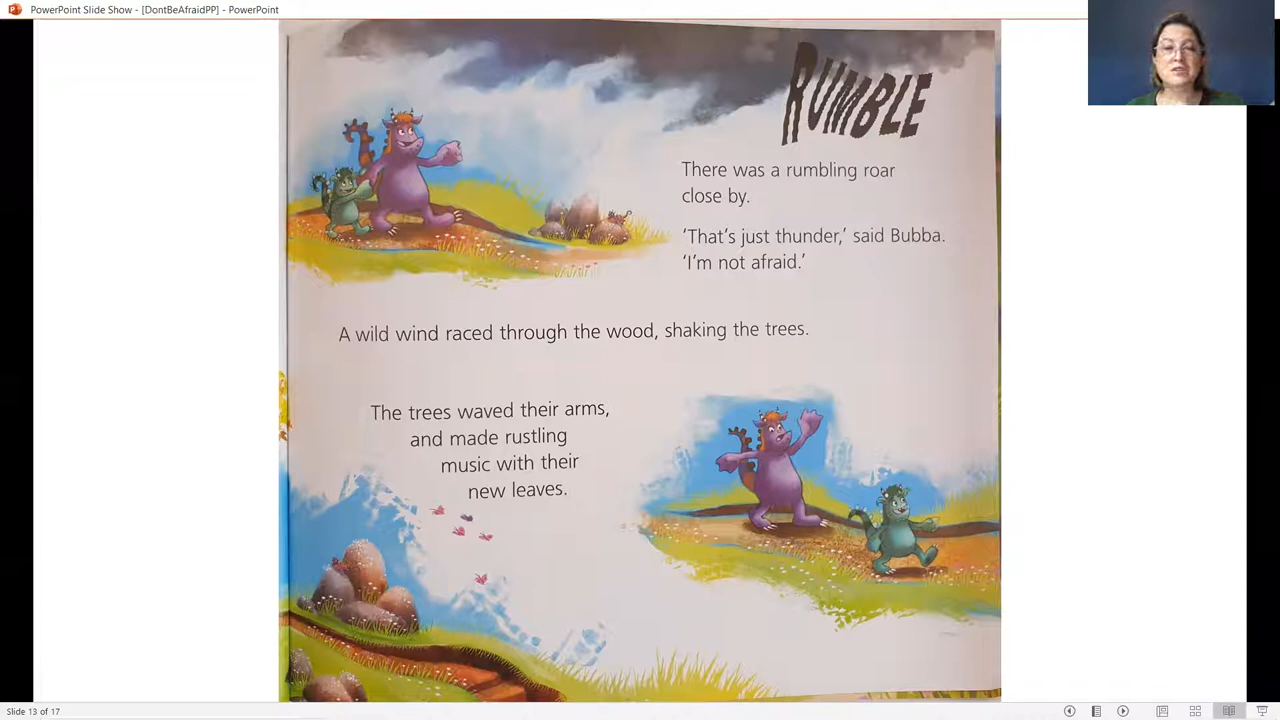 PowerPoint Slide Show - [DontBeAfraidPP] - PowerPoint
RUMBLE
There was a rumbling roar
close by.
‘That’s just thunder,’ said Bubba.
‘I’m not afraid.’
A wild wind raced through the wood, shaking the trees.
The trees waved their arms,
and made rustling
music with their
new leaves.
Slide 13 of 17